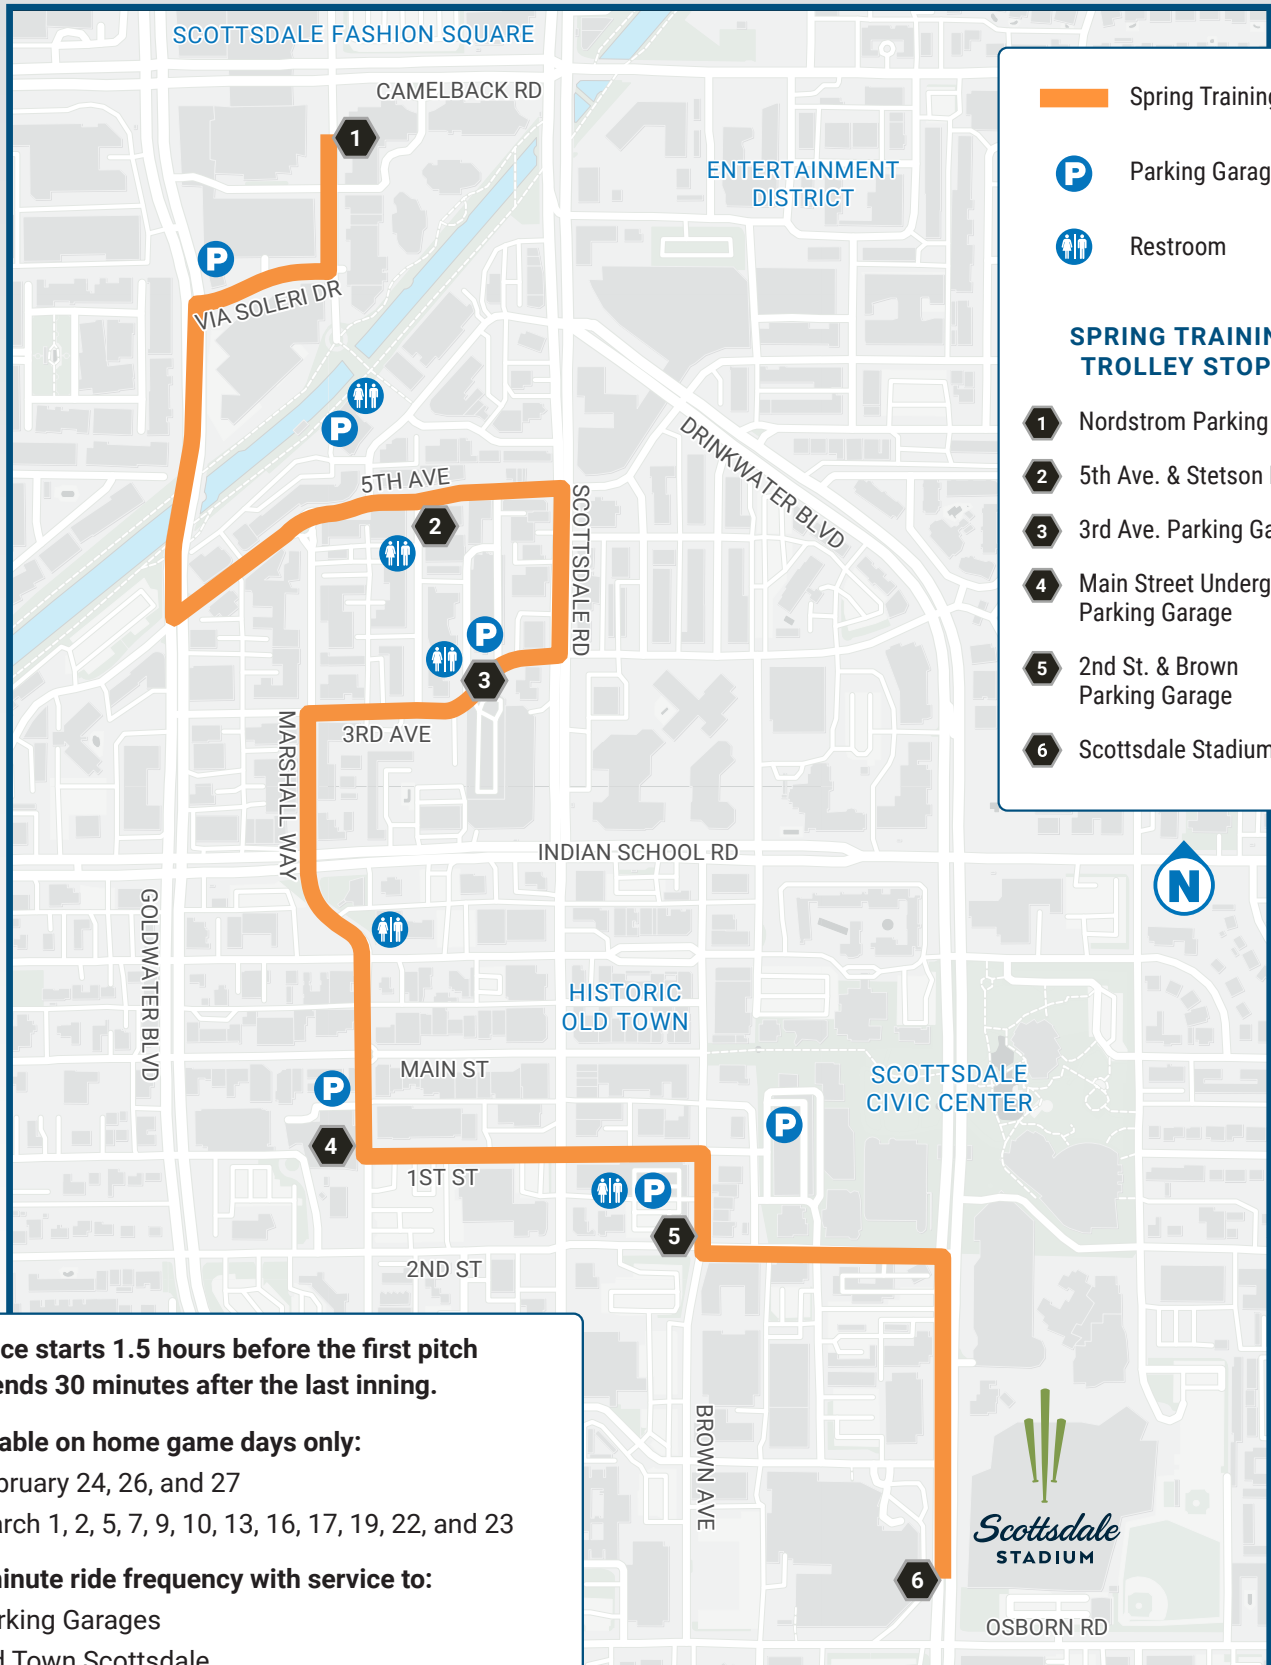 SCOTTSDALE FASHION SQUARE
CAMELBACK RD
1
ENTERTAINMENT
DISTRICT
P
VIA SOLERI DR
P
5TH AVE
2
DRINKWATER BLVD
SCOTTSDALE RD
P
3
3RD AVE
MARSHALL WAY
INDIAN SCHOOL RD
GOLDWATER BLVD
HISTORIC
OLD TOWN
MAIN ST
P
4
SCOTTSDALE
CIVIC CENTER
P
1ST ST
P
5
2ND ST
BROWN AVE
Scottsdale
STADIUM
6
OSBORN RD
N
Spring Training
P
Parking Garag
Restroom
SPRING TRAININ
TROLLEY STOP
1 Nordstrom Parking
2 5th Ave. & Stetson
3 3rd Ave. Parking Ga
4 Main Street Underg
Parking Garage
5 2nd St. & Brown
Parking Garage
6 Scottsdale Stadium
ce starts 1.5 hours before the first pitch
ends 30 minutes after the last inning.
able on home game days only:
bruary 24, 26, and 27
arch 1, 2, 5, 7, 9, 10, 13, 16, 17, 19, 22, and 23
minute ride frequency with service to:
rking Garages
d Town Scottsdale